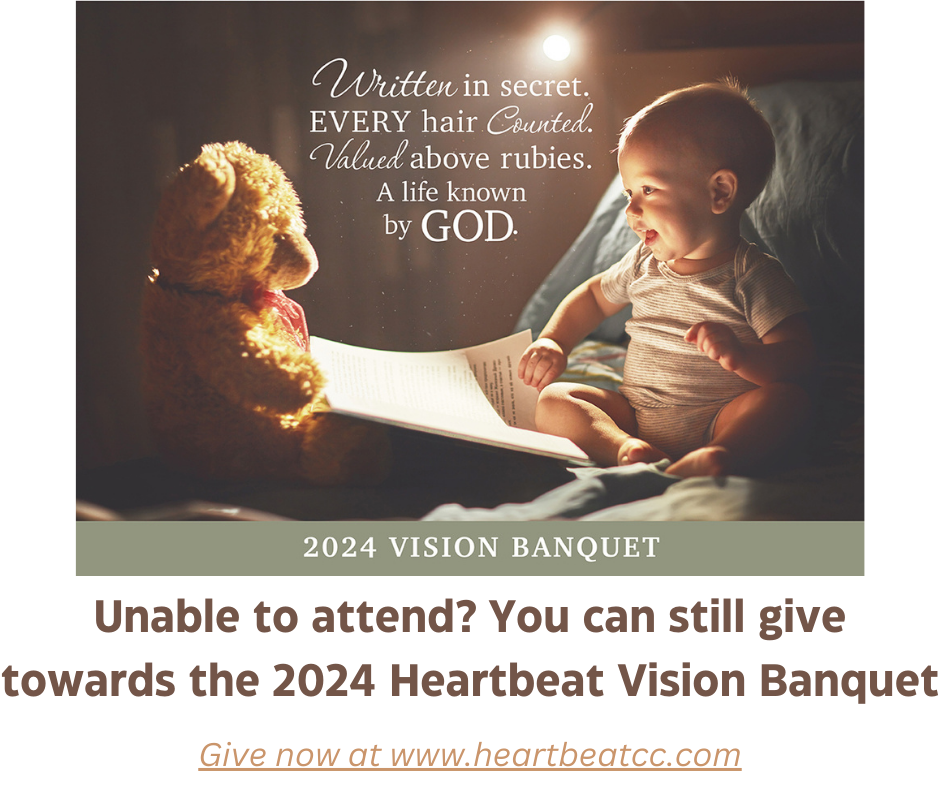 Written in secret.
EVERY hair Counted.
Valued above rubies.
A life known
by GOD.
2024 VISION BANQUET
Unable to attend? You can still give
towards the 2024 Heartbeat Vision Banquet
Give now at www.heartbeatcc.com